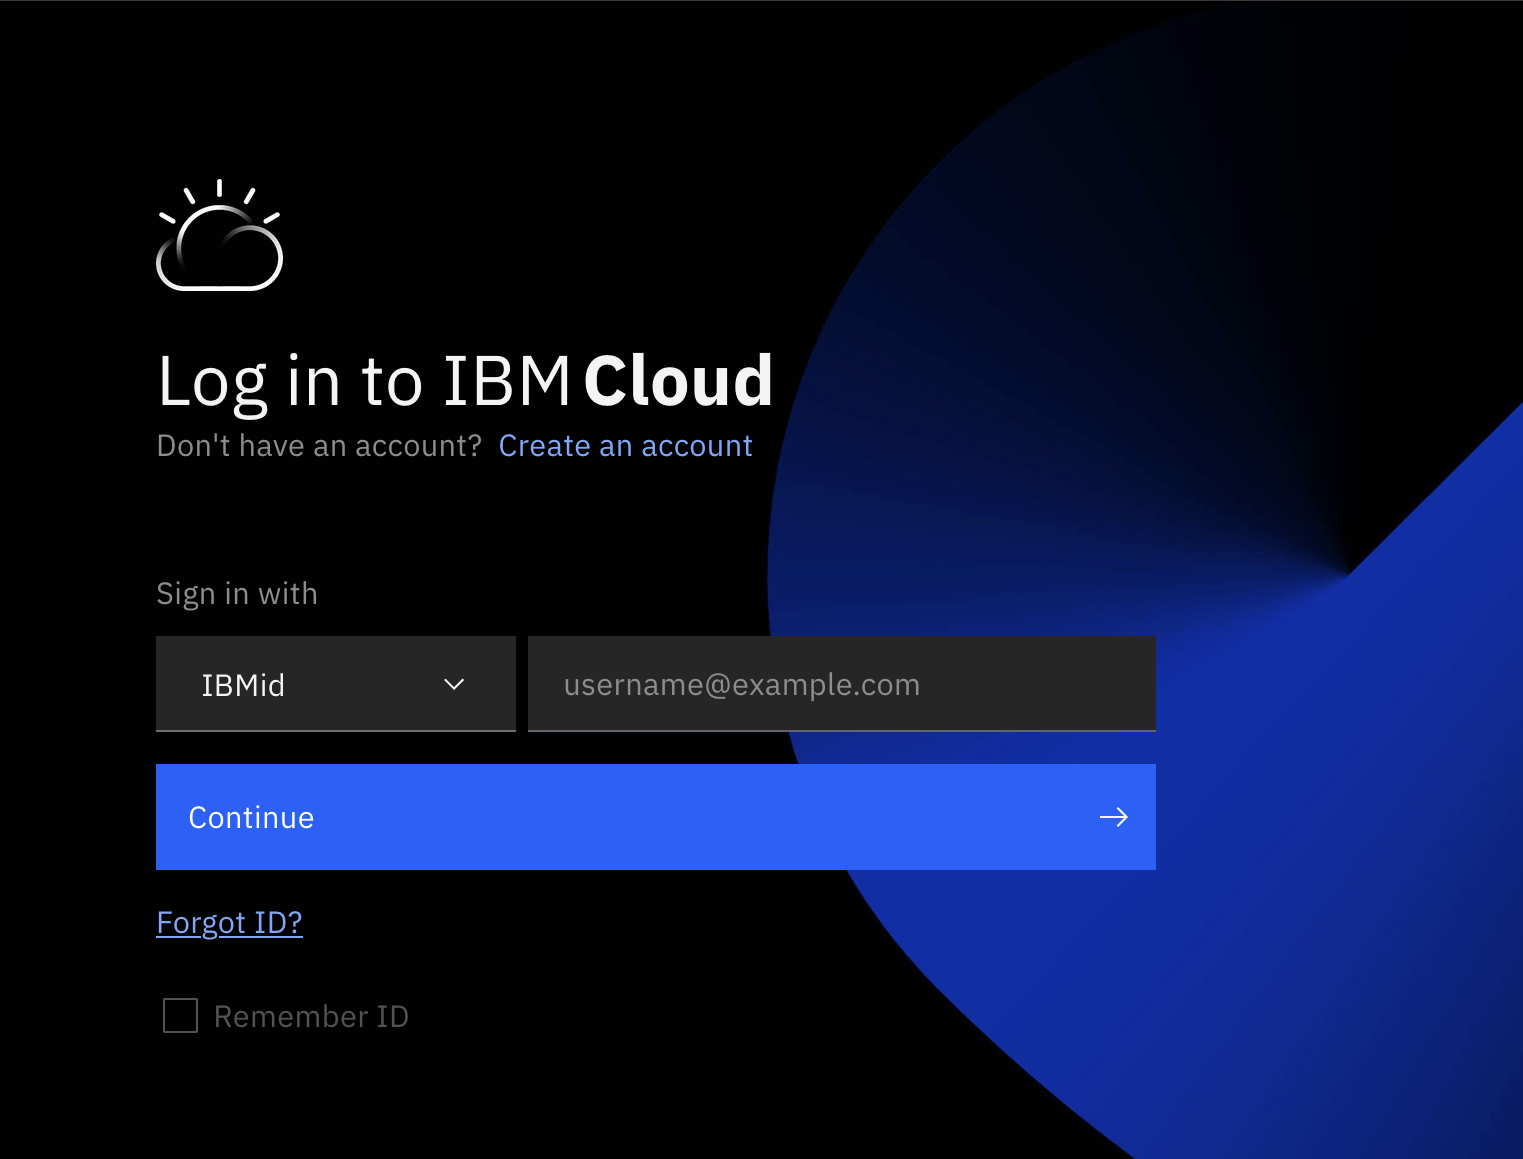 Log in to IBM Cloud
Don't have an account? Create an account
Sign in with
IBMid username@example.com
Continue
Forgot ID?
Remember ID